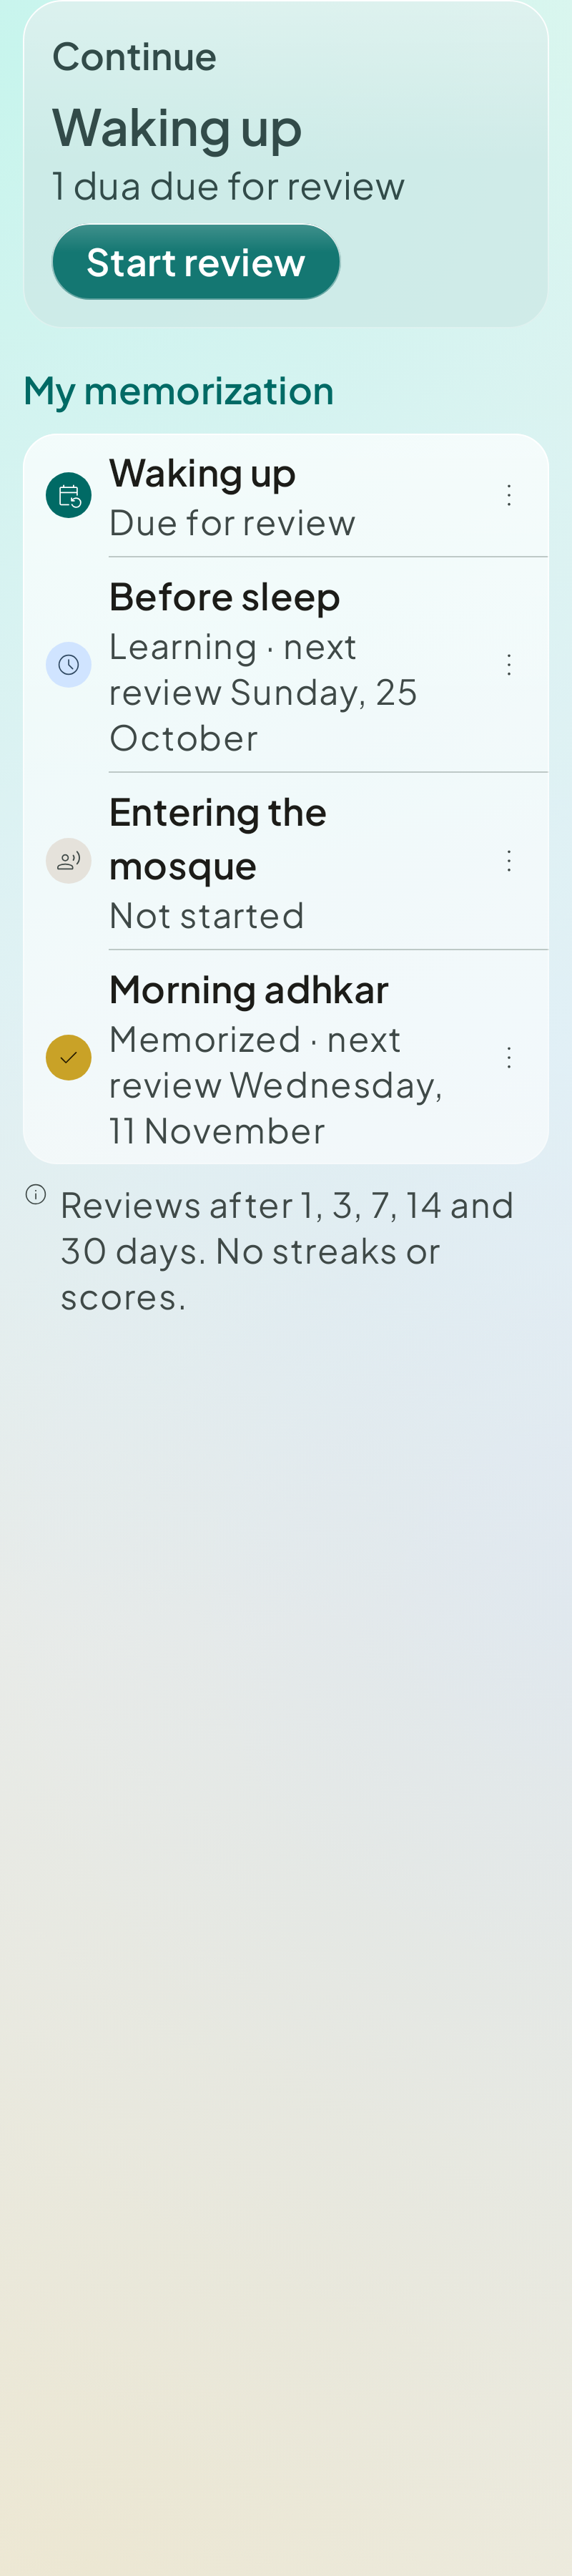 Continue
Waking up
1 dua due for review
Start review
My memorization
Waking up
Due for review
Before sleep
Learning · next
review Sunday, 25
October
Entering the
mosque
Not started
Morning adhkar
Memorized · next
review Wednesday,
11 November
Reviews after 1, 3, 7, 14 and
30 days. No streaks or
scores.